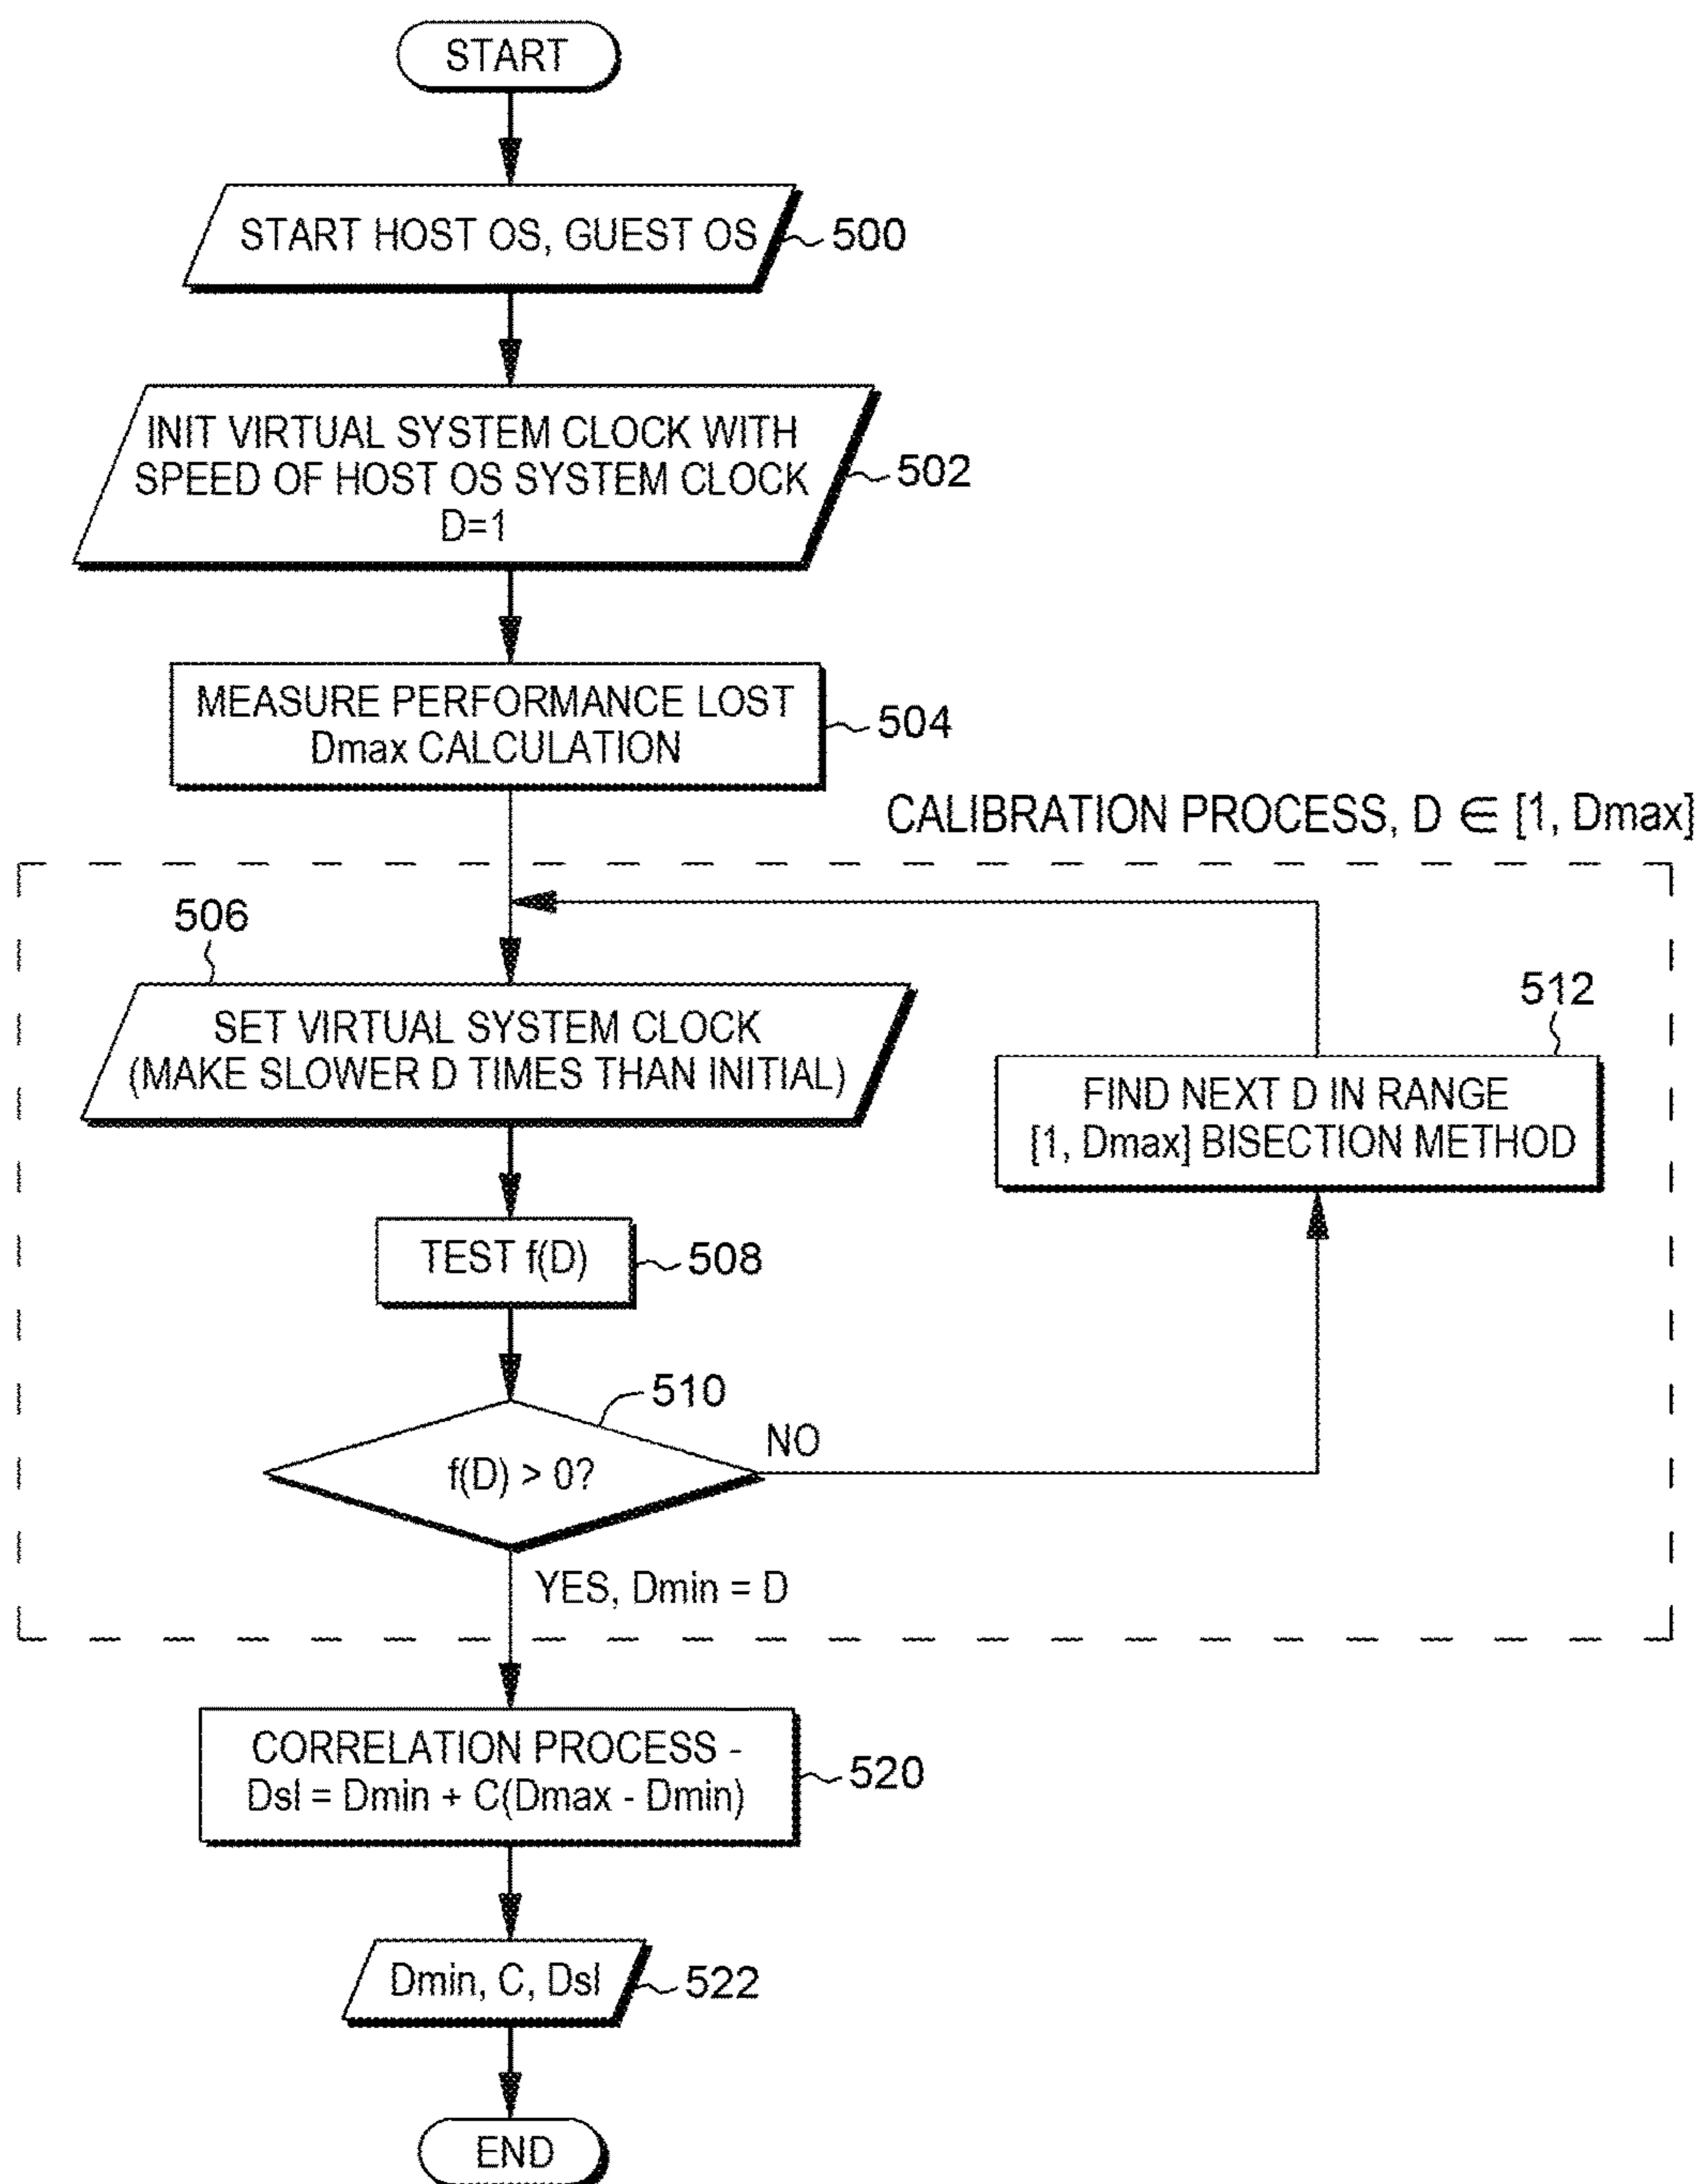 START
START HOST OS, GUEST OS
500
INIT VIRTUAL SYSTEM CLOCK WITH
SPEED OF HOST OS SYSTEM CLOCK
D=1
502
MEASURE PERFORMANCE LOST
Dmax CALCULATION
504
CALIBRATION PROCESS, D ∈ [1, Dmax]
506
SET VIRTUAL SYSTEM CLOCK
(MAKE SLOWER D TIMES THAN INITIAL)
512
FIND NEXT D IN RANGE
[1, Dmax] BISECTION METHOD
TEST f(D)
508
510
f(D) > 0?
NO
YES, Dmin = D
CORRELATION PROCESS -
Dsl = Dmin + C(Dmax - Dmin)
520
Dmin, C, Dsl
522
END